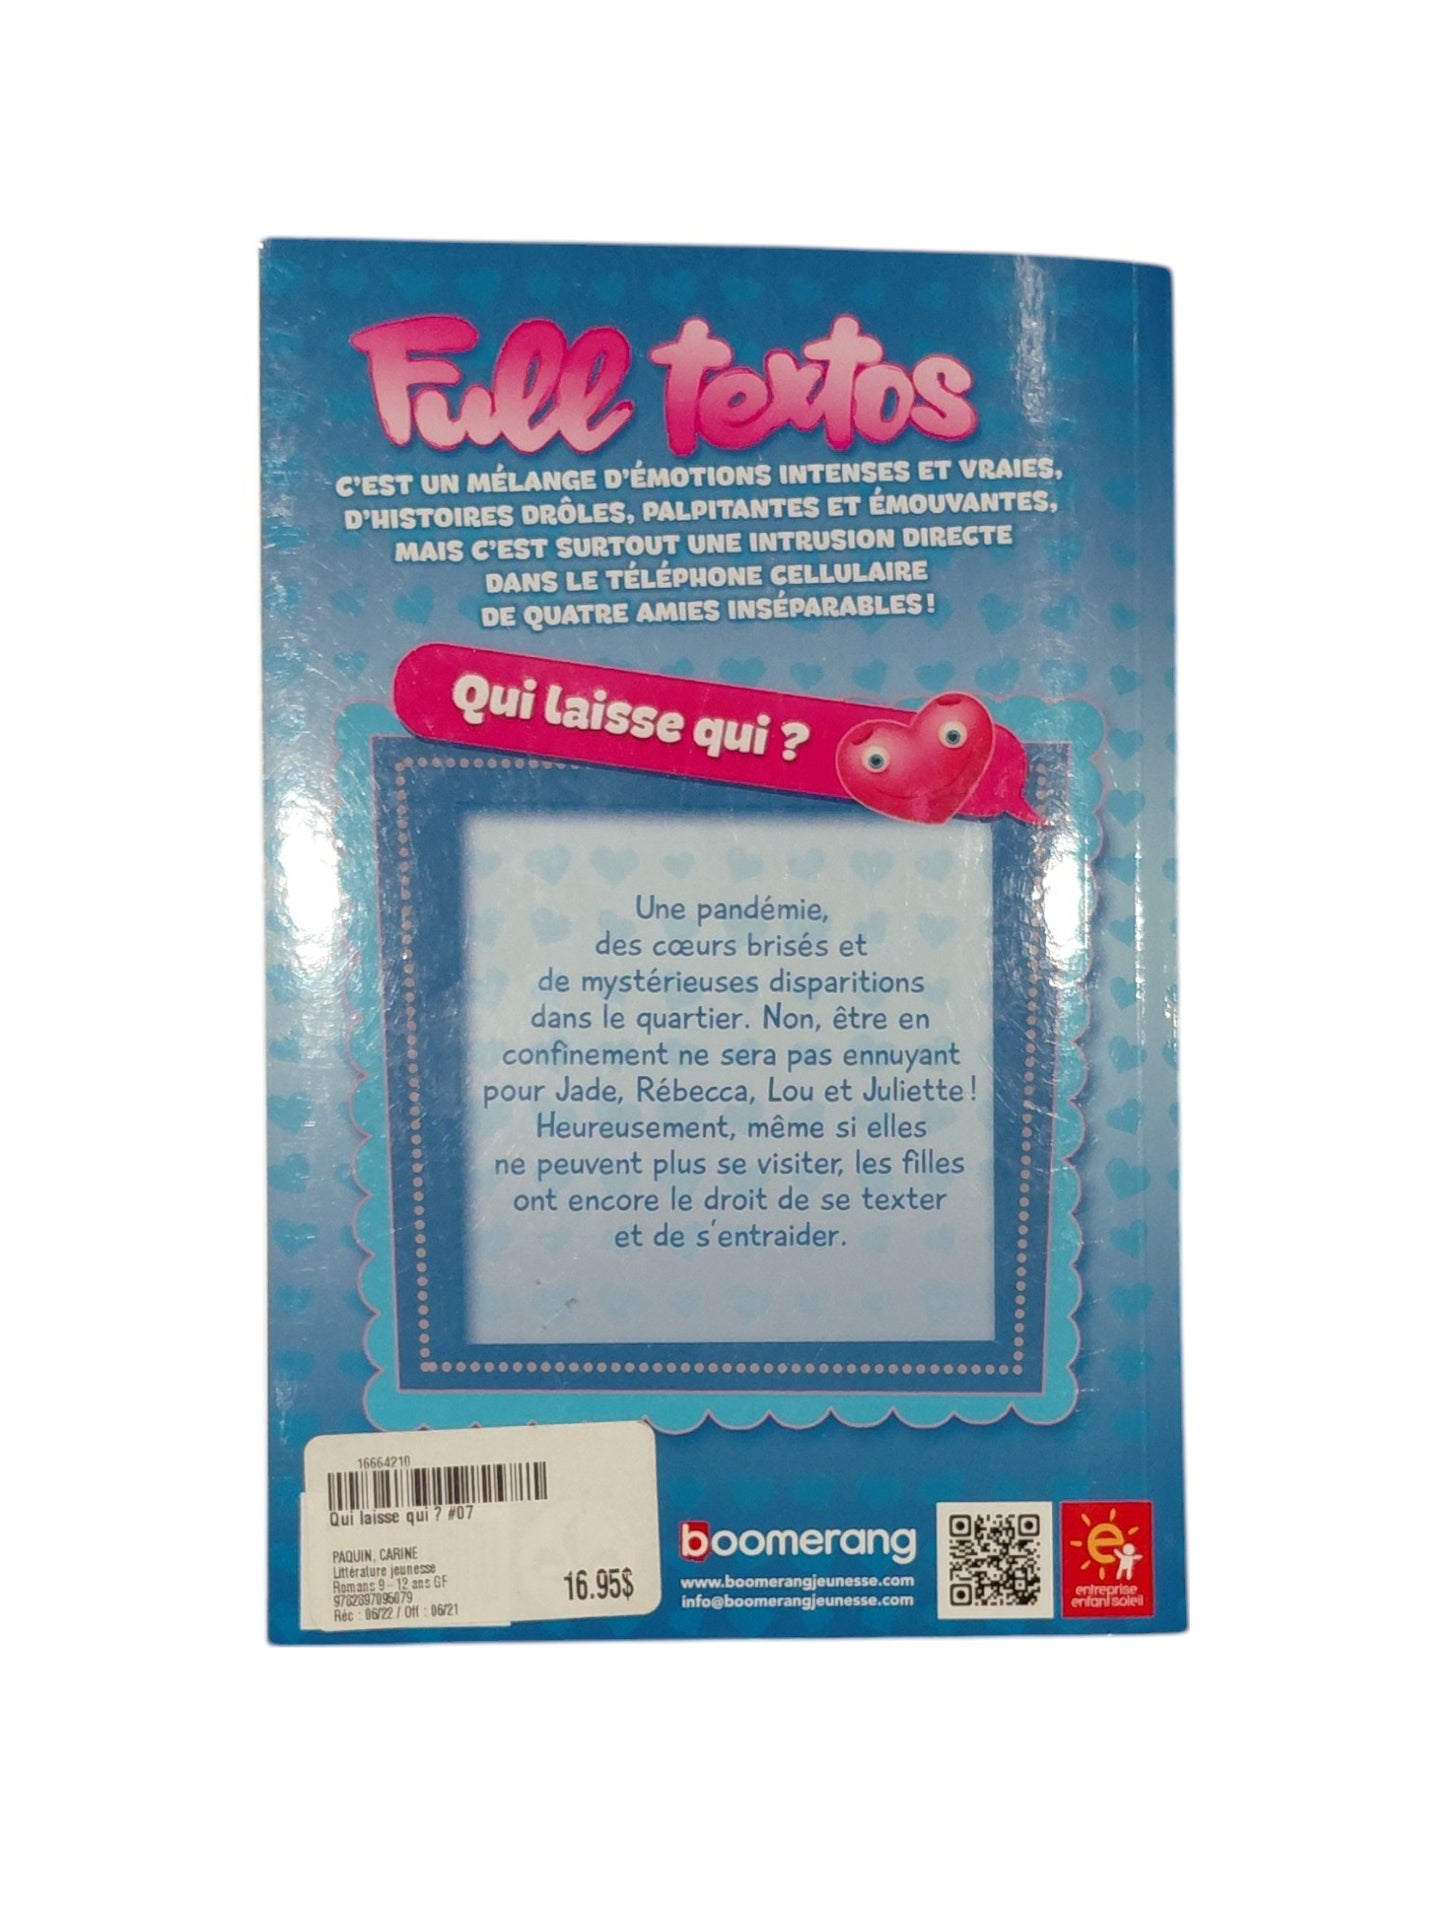 Full textos
C'EST UN MÉLANGE D'ÉMOTIONS INTENSES ET VRAIES,
D'HISTOIRES DRÔLES, PALPITANTES ET ÉMOUVANTES,
MAIS C'EST SURTOUT UNE INTRUSION DIRECTE
DANS LE TÉLÉPHONE CELLULAIRE
DE QUATRE AMIES INSÉPARABLES !
Qui laisse qui ?
Une pandémie,
des cœurs brisés et
de mystérieuses disparitions
dans le quartier. Non, être en
confinement ne sera pas ennuyant
pour Jade, Rébecca, Lou et Juliette !
Heureusement, même si elles
ne peuvent plus se visiter, les filles
ont encore le droit de se texter
et de s'entraider.
16664210
Qui laisse qui ? #07
PAQUIN, CARINE
Littérature jeunesse
Romans 9-12 ans GF
9782897095079
Réc : 06/22 / Off : 06/21
16.95$
boomerang
www.boomerangjeunesse.com
info@boomerangjeunesse.com
e
entreprise
enfant soleil